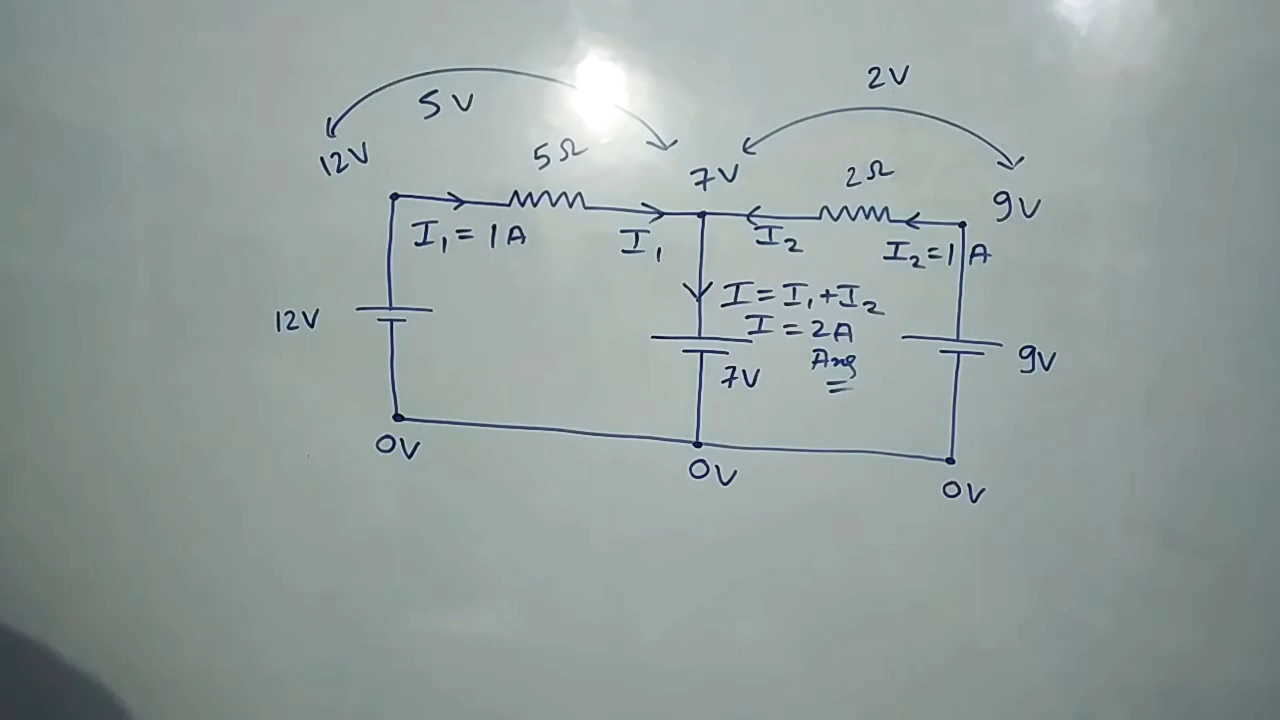 5V
2V
12V
5Ω
7V
2Ω
9V
I₁ = 1A
I₁
I₂
I₂=1A
I=I₁+I₂
I = 2A
Ans
12V
7V
9V
0V
0V
0V